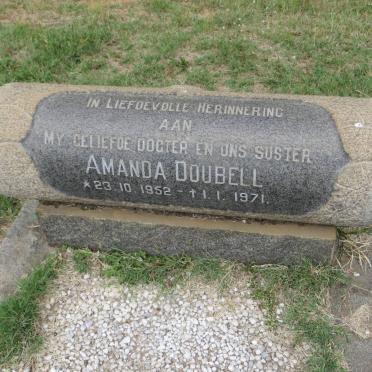 IN LIEFDEVOLLE HERINNERING
AAN
MY GELIEFDE DOGTER EN ONS SUSTER
AMANDA DOUBELL
*23.10.1952 - †1.1.1971.